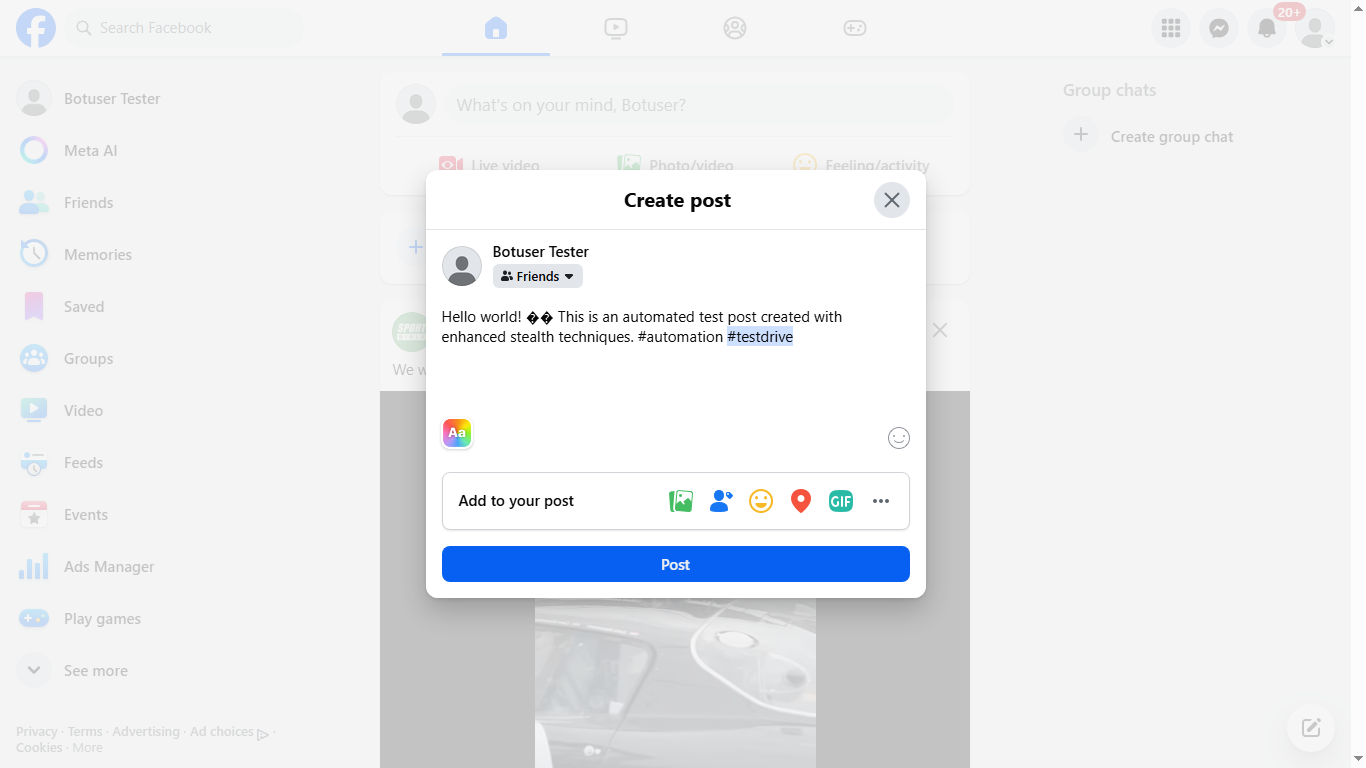 Search Facebook
20+
Botuser Tester
Meta AI
Friends
Memories
Saved
Groups
Video
Feeds
Events
Ads Manager
Play games
See more
Privacy · Terms · Advertising · Ad choices ·
Cookies · More
What's on your mind, Botuser?
Live video
Photo/video
Feeling/activity
We w
Create post
Botuser Tester
Friends
Hello world! �� This is an automated test post created with
enhanced stealth techniques. #automation #testdrive
Aa
Add to your post
GIF
Post
Group chats
Create group chat